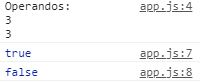 Operandos: app.js:4
3
3
true app.js:7
false app.js:8